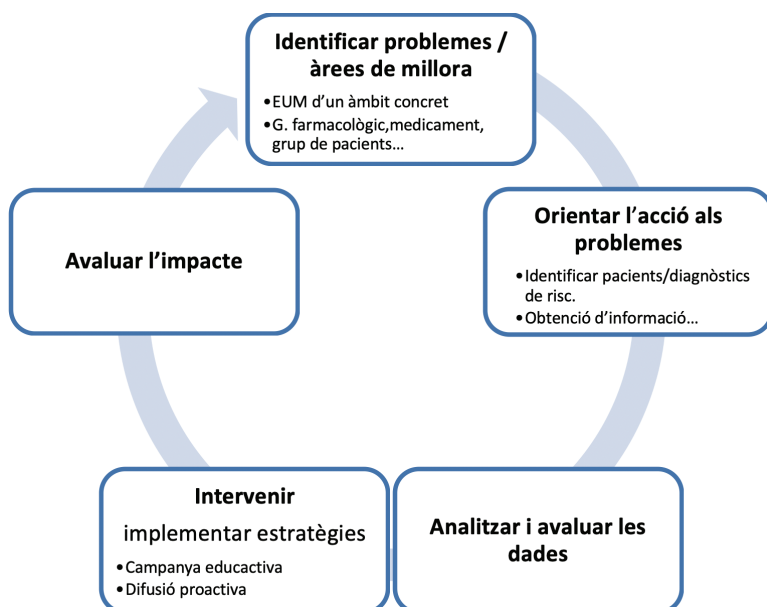 Identificar problemes /
àrees de millora
•EUM d’un àmbit concret
•G. farmacològic,medicament,
grup de pacients...
Orientar l’acció als
problemes
•Identificar pacients/diagnòstics
de risc.
•Obtenció d’informació...
Analitzar i avaluar les
dades
Intervenir
implementar estratègies
•Campanya educactiva
•Difusió proactiva
Avaluar l’impacte